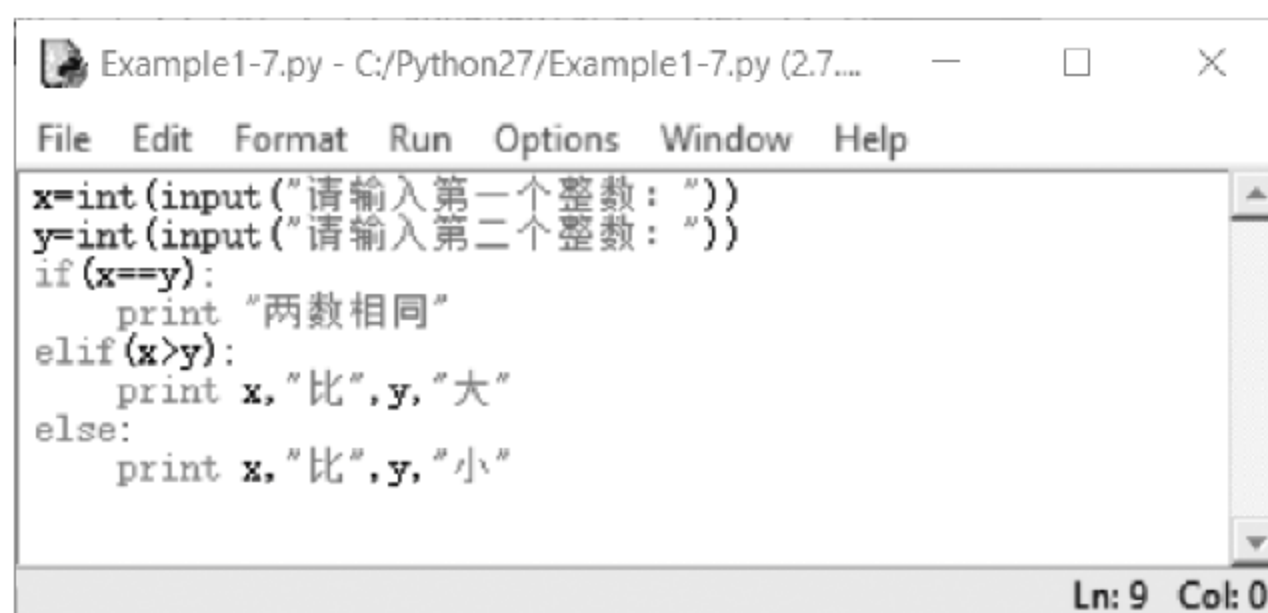 Example1-7.py - C:/Python27/Example1-7.py (2.7....
File Edit Format Run Options Window Help
x=int(input("请输入第一个整数："))
y=int(input("请输入第二个整数："))
if(x==y):
    print "两数相同"
elif(x>y):
    print x,"比",y,"大"
else:
    print x,"比",y,"小"
Ln: 9 Col: 0